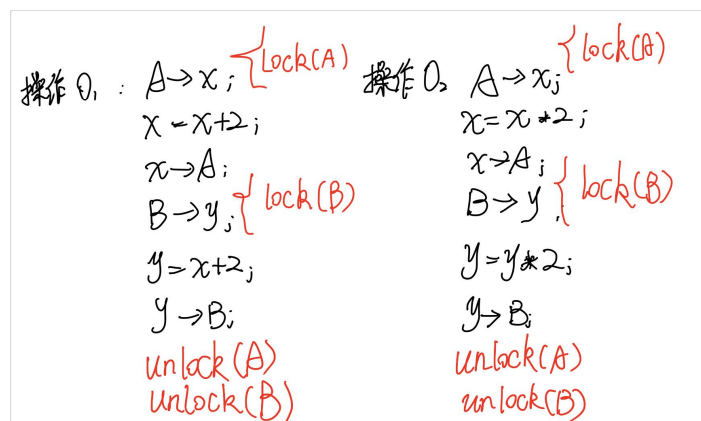 操作O₁: A→x; {Lock(A)
x=x+2;
x→A;
B→y; {lock(B)
y=x+2;
y→B;
unlock(A)
unlock(B)
操作O₂ A→x; {lock(A)
x=x*2;
x→A;
B→y, {lock(B)
y=y*2;
y→B;
unlock(A)
unlock(B)